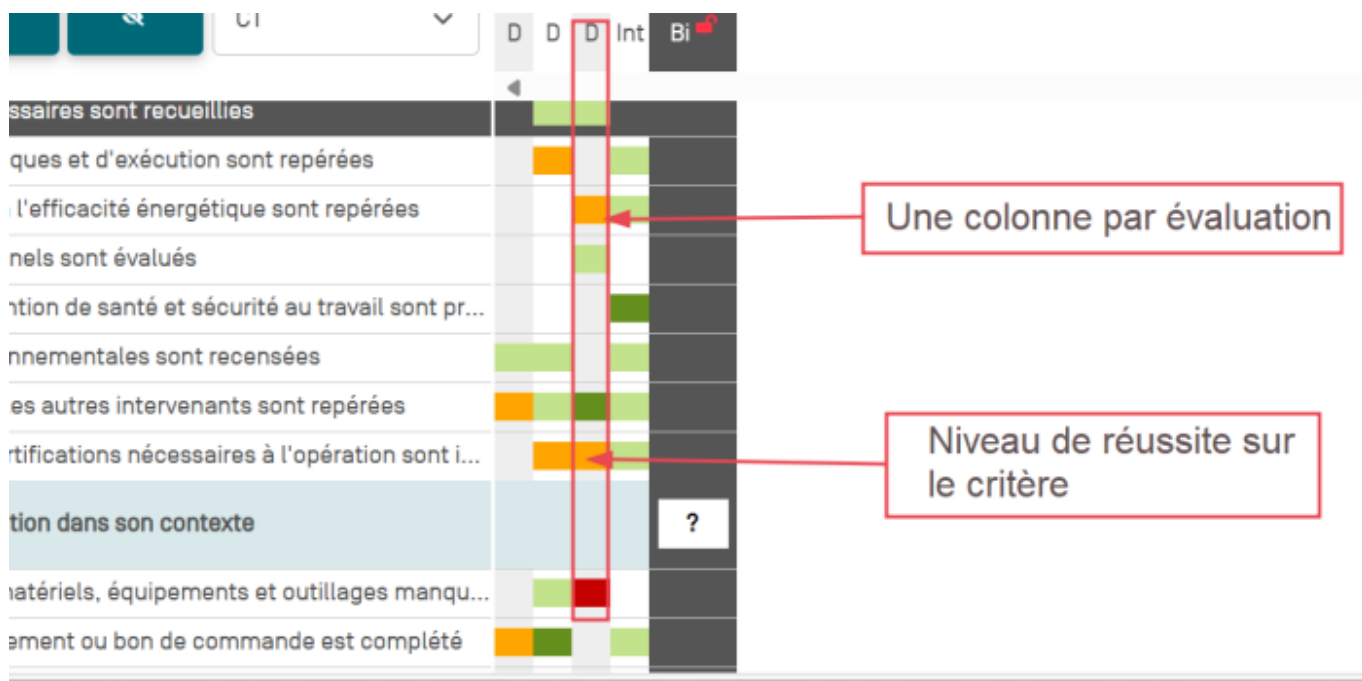 C1
D D D Int Bi
ssaires sont recueillies
ques et d'exécution sont repérées
l'efficacité énergétique sont repérées
Une colonne par évaluation
nels sont évalués
ntion de santé et sécurité au travail sont pr...
nnementales sont recensées
es autres intervenants sont repérées
rtifications nécessaires à l'opération sont i...
Niveau de réussite sur
le critère
tion dans son contexte
?
natériels, équipements et outillages manqu...
ement ou bon de commande est complété